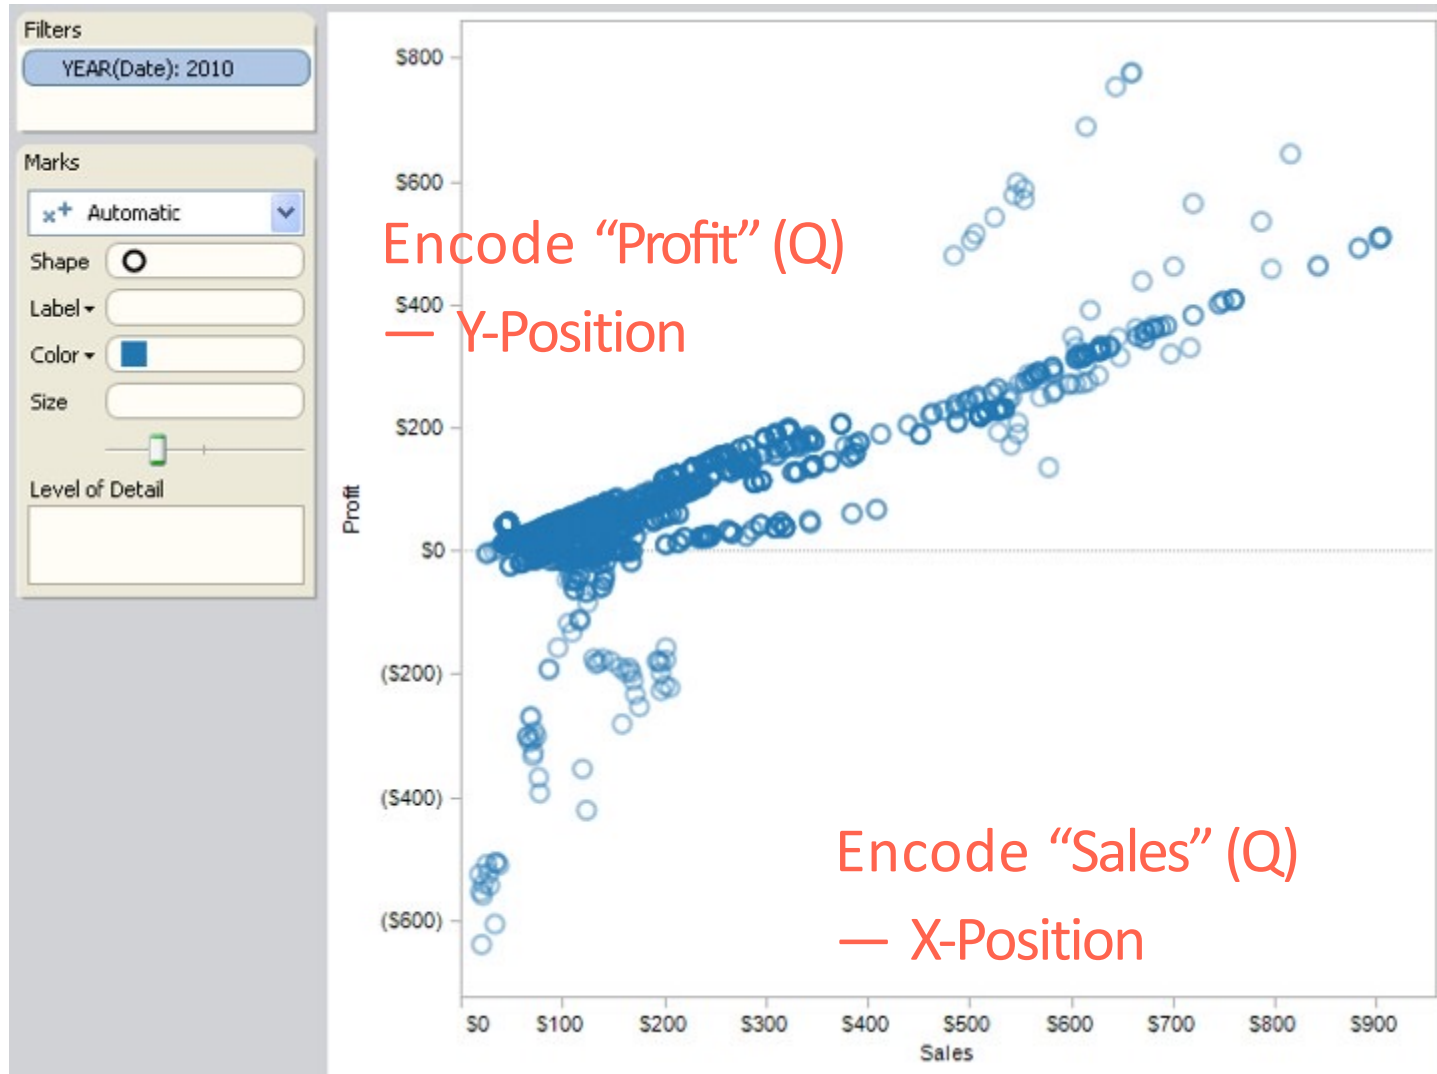 Filters
YEAR(Date): 2010
Marks
Automatic
Shape
Label
Color
Size
Level of Detail
$800
$600
$400
$200
$0
($200)
($400)
($600)
Profit
Encode “Profit” (Q)
— Y-Position
Encode “Sales” (Q)
— X-Position
$0 $100 $200 $300 $400 $500 $600 $700 $800 $900
Sales